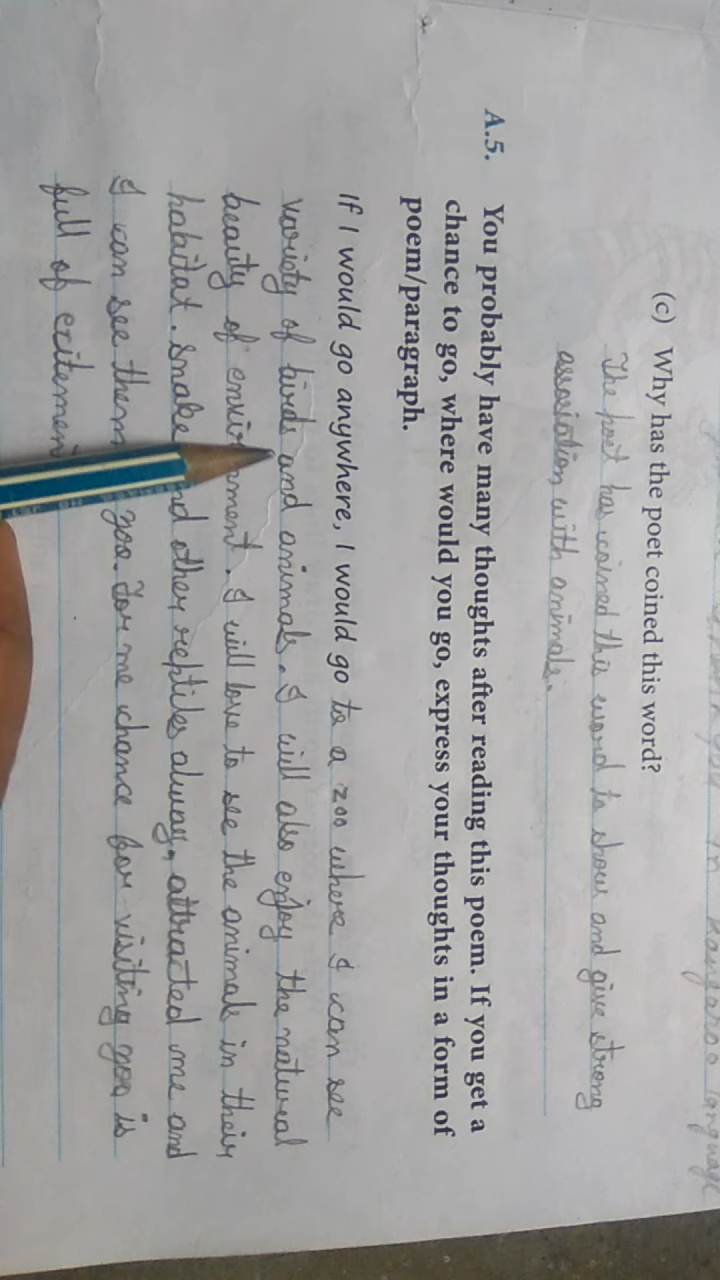 in Kangaroo language
(c) Why has the poet coined this word?
The poet has coined this word to show and give strong
association with animals.
A.5. You probably have many thoughts after reading this poem. If you get a
chance to go, where would you go, express your thoughts in a form of
poem/paragraph.
If I would go anywhere, I would go to a zoo where I can see
variety of birds and animals. I will also enjoy the natural
beauty of I will love to see the animals in their
habitat. Snake other reptiles always attracted me and
I can see them zoo. For me chance for visiting zoo is
full of